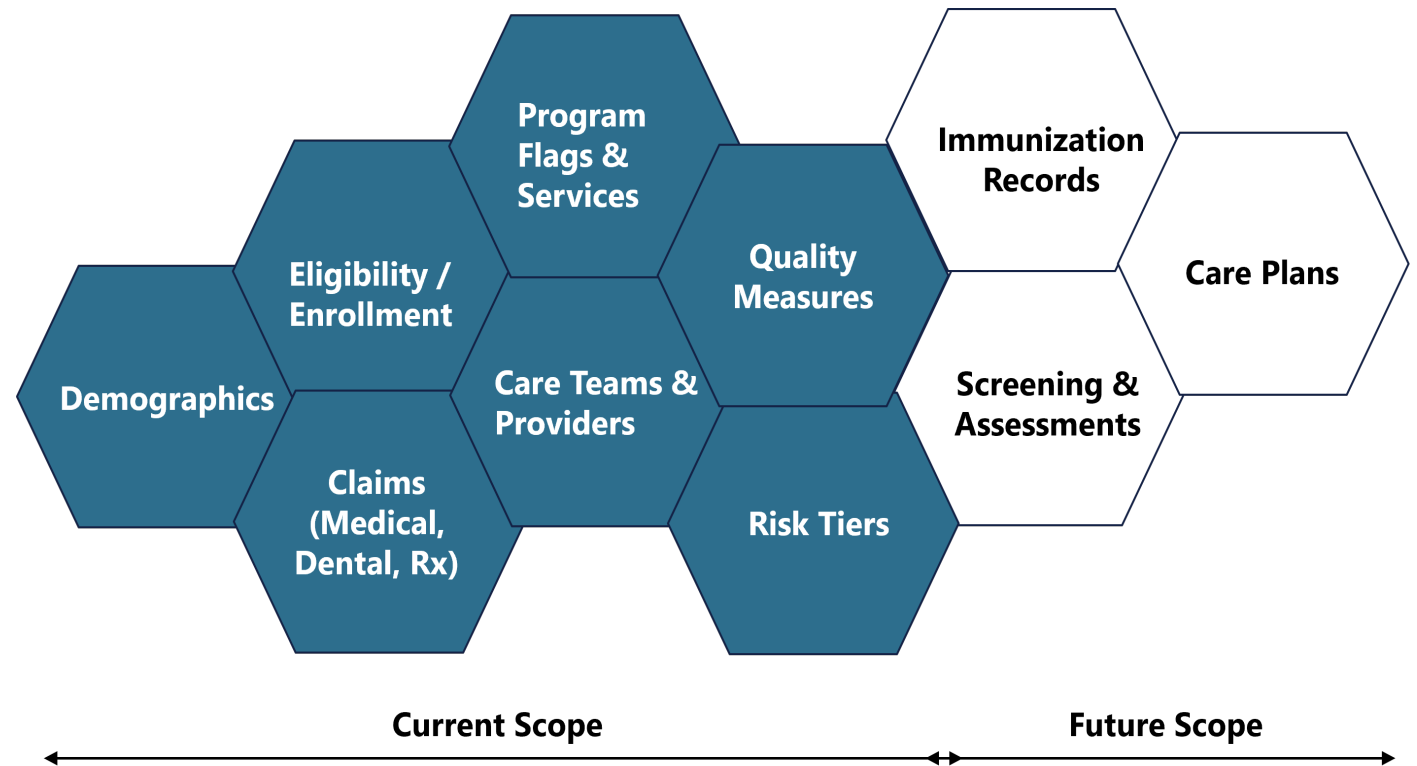 Program
Flags &
Services
Immunization
Records
Quality
Measures
Care Plans
Eligibility /
Enrollment
Demographics
Care Teams &
Providers
Screening &
Assessments
Claims
(Medical,
Dental, Rx)
Risk Tiers
Current Scope
Future Scope